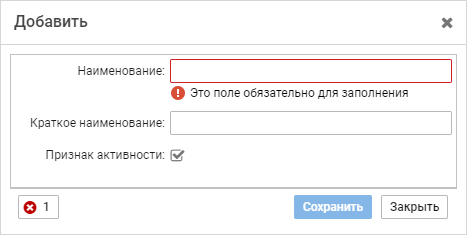 Добавить
Наименование:
Это поле обязательно для заполнения
Краткое наименование:
Признак активности:
1 Сохранить Закрыть